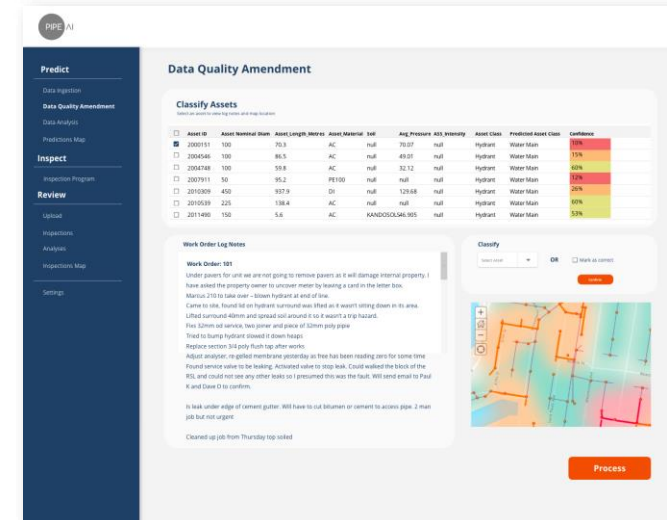 PIPE AI
Predict
Data Ingestion
Data Quality Amendment
Data Analysis
Predictions Map
Inspect
Inspection Program
Review
Upload
Inspections
Analysis
Inspections Map
Settings
Data Quality Amendment
Classify Assets
Select an asset to view log notes and map location
Asset ID Asset Nominal Diam Asset_Length_Metres Asset_Material Soil Avg_Pressure ASS_Intensity Asset Class Predicted Asset Class Confidence
2000151 100 70.3 AC null 70.07 null Hydrant Water Main 10%
2004546 100 86.5 AC null 49.01 null Hydrant Water Main 15%
2004748 100 59.8 AC null 32.12 null Hydrant Water Main 60%
2007911 50 95.2 PE100 null null null Hydrant Water Main 12%
2010309 450 937.9 DI null 129.68 null Hydrant Water Main 26%
2010539 225 138.4 AC null null null Hydrant Water Main 60%
2011490 150 5.6 AC KANDOSOL546.905 null Hydrant Water Main 53%
Work Order Log Notes
Work Order: 101
Under pavers for unit we are not going to remove pavers as it will damage internal property. I
have asked the property owner to uncover meter by leaving a card in the letter box.
Marcus 210 to take over - blown hydrant at end of line.
Came to site, found lid on hydrant surround was lifted as it wasn't sitting down in its area.
Lifted surround 40mm and spread soil around it so it wasn't a trip hazard.
Fixs 32mm od service, two joiner and piece of 32mm poly pipe
Tried to bump hydrant slowed it down heaps
Replace section 3/4 poly flush tap after works
Adjust analyser, re-gelled membrane yesterday as free has been reading zero for some time
Found service valve to be leaking. Activated valve to stop leak. Could walked the block of the
RSL and could not see any other leaks so I presumed this was the fault. Will send email to Paul
K and Dave D to confirm.
Is leak under edge of cement gutter. Will have to cut bitumen or cement to access pipe. 2 man
job but not urgent
Cleaned up job from Thursday top soiled
Classify
Select asset
OR
Mark as correct
Process